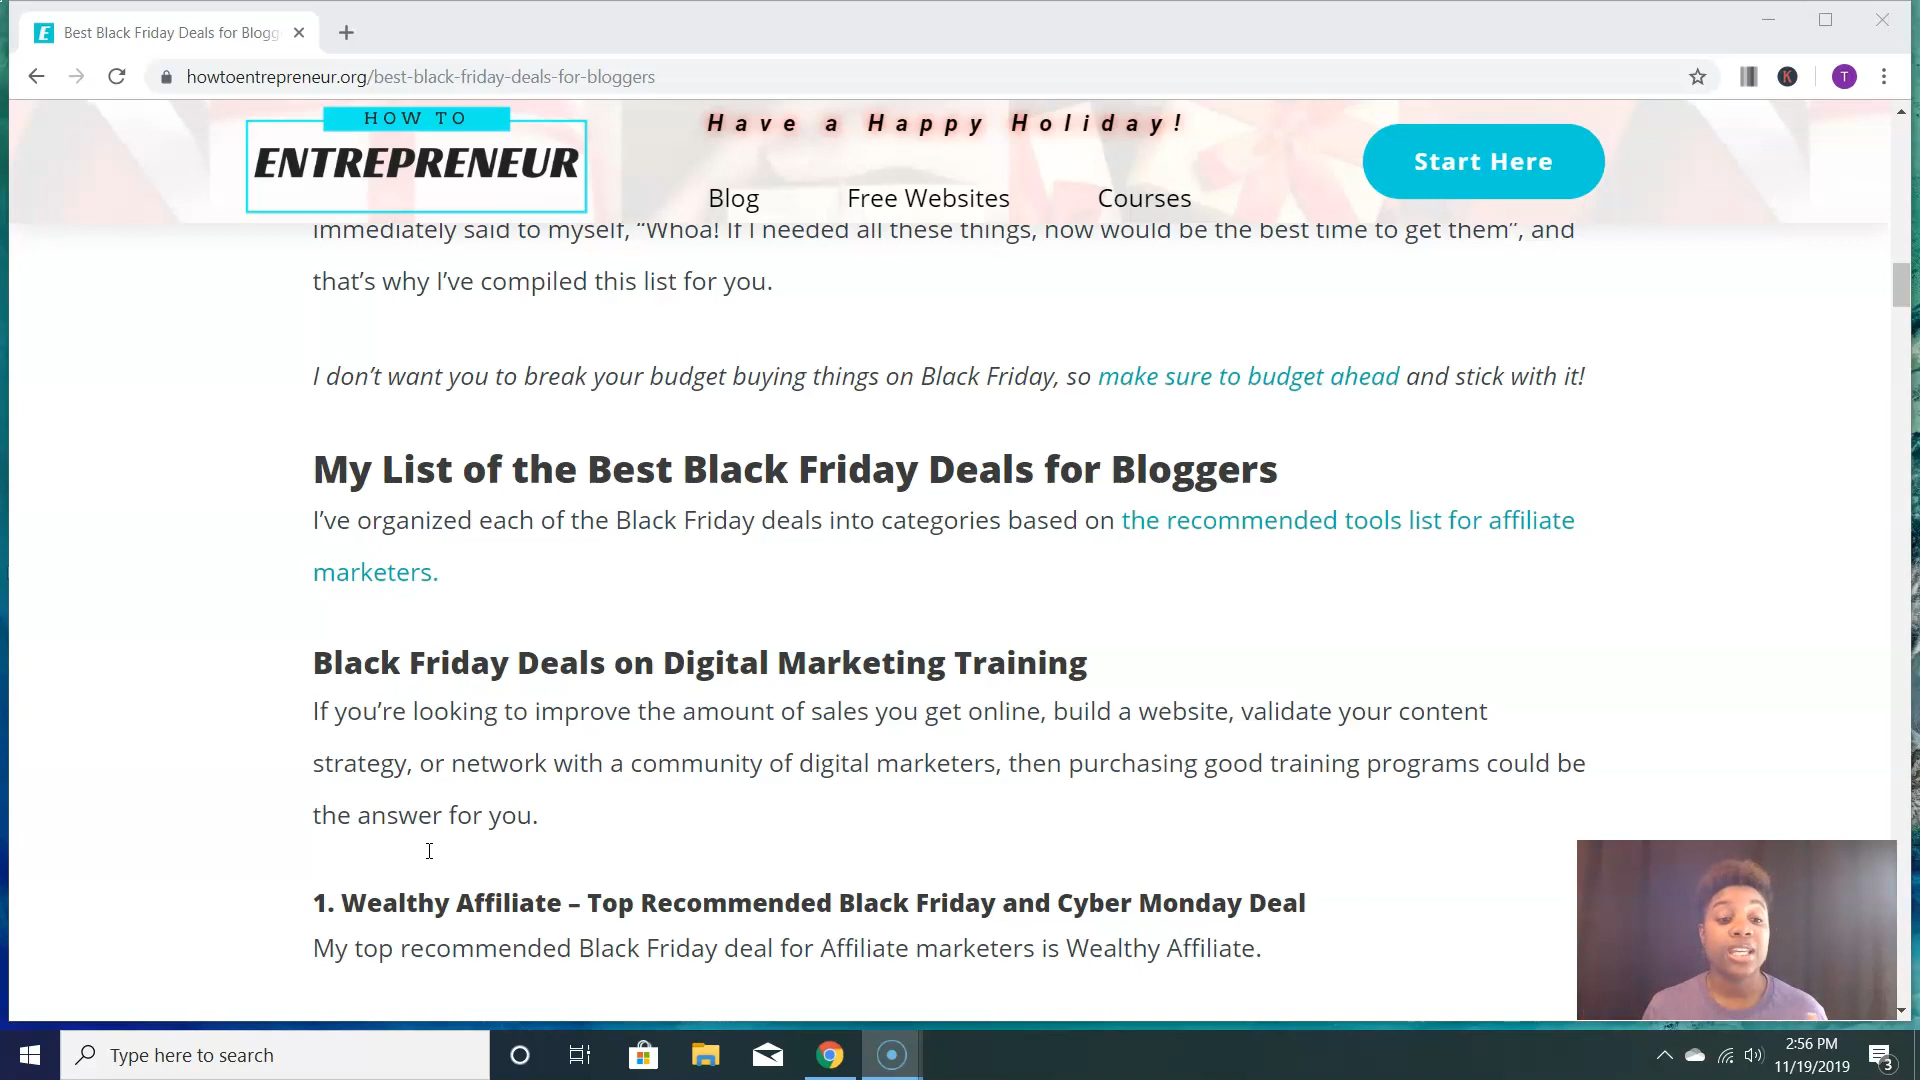 Best Black Friday Deals for Blogg
howtoentrepreneur.org/best-black-friday-deals-for-bloggers
K
T
HOW TO
ENTREPRENEUR
Have a Happy Holiday!
Blog
Free Websites
Courses
Start Here
immediately said to myself, “Whoa! If I needed all these things, now would be the best time to get them”, and
that’s why I’ve compiled this list for you.
I don’t want you to break your budget buying things on Black Friday, so make sure to budget ahead and stick with it!
My List of the Best Black Friday Deals for Bloggers
I’ve organized each of the Black Friday deals into categories based on the recommended tools list for affiliate
marketers.
Black Friday Deals on Digital Marketing Training
If you’re looking to improve the amount of sales you get online, build a website, validate your content
strategy, or network with a community of digital marketers, then purchasing good training programs could be
the answer for you.
1. Wealthy Affiliate – Top Recommended Black Friday and Cyber Monday Deal
My top recommended Black Friday deal for Affiliate marketers is Wealthy Affiliate.
Type here to search
2:56 PM
11/19/2019
3